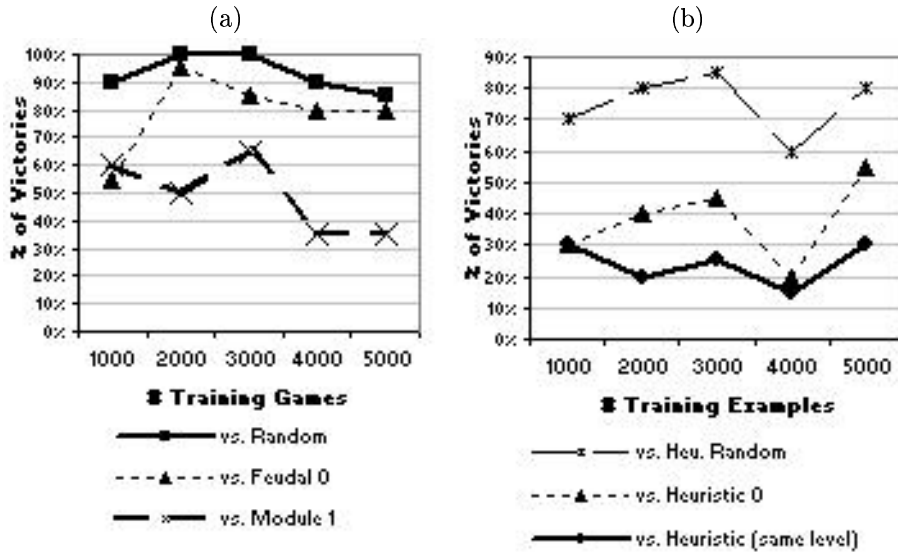 (a)
% of Victories
100%
90%
80%
70%
60%
50%
40%
30%
20%
10%
0%
1000 2000 3000 4000 5000
# Training Games
vs. Random
vs. Feudal 0
vs. Module 1
(b)
% of Victories
90%
80%
70%
60%
50%
40%
30%
20%
10%
0%
1000 2000 3000 4000 5000
# Training Examples
vs. Heu. Random
vs. Heuristic 0
vs. Heuristic (same level)